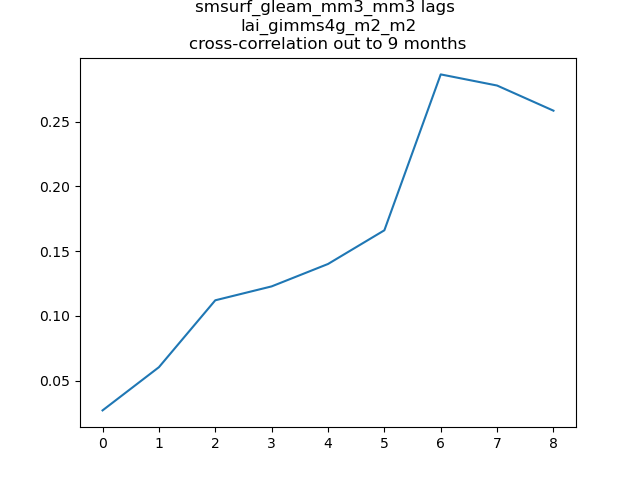 smsurf_gleam_mm3_mm3 lags
lai_gimms4g_m2_m2
cross-correlation out to 9 months
0.25
0.20
0.15
0.10
0.05
0 1 2 3 4 5 6 7 8